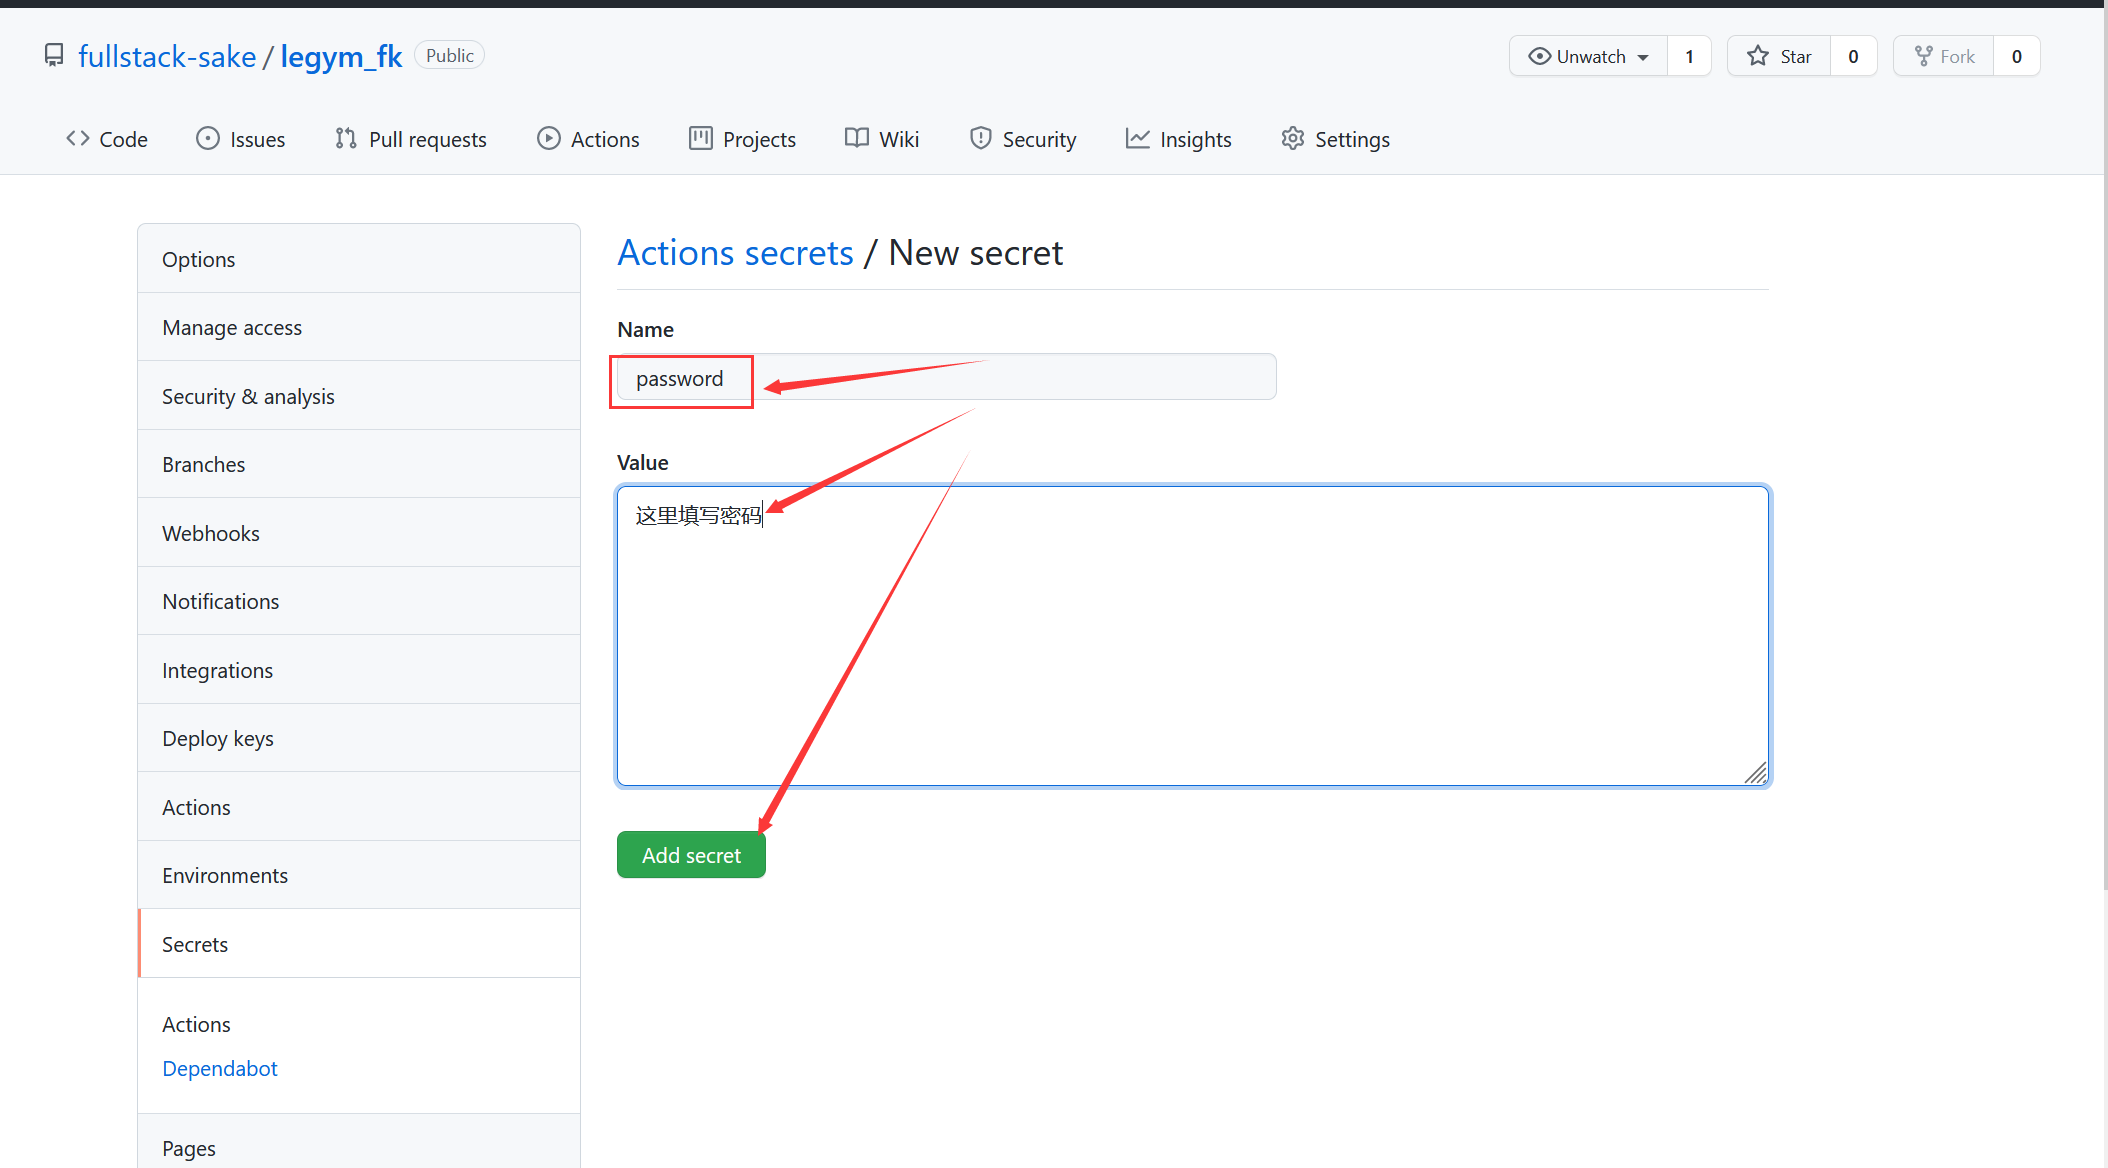 fullstack-sake / legym_fk Public
Unwatch 1 Star 0 Fork 0
Code Issues Pull requests Actions Projects Wiki Security Insights Settings
Options
Manage access
Security & analysis
Branches
Webhooks
Notifications
Integrations
Deploy keys
Actions
Environments
Secrets
Actions
Dependabot
Pages
Actions secrets / New secret
Name
password
Value
这里填写密码
Add secret